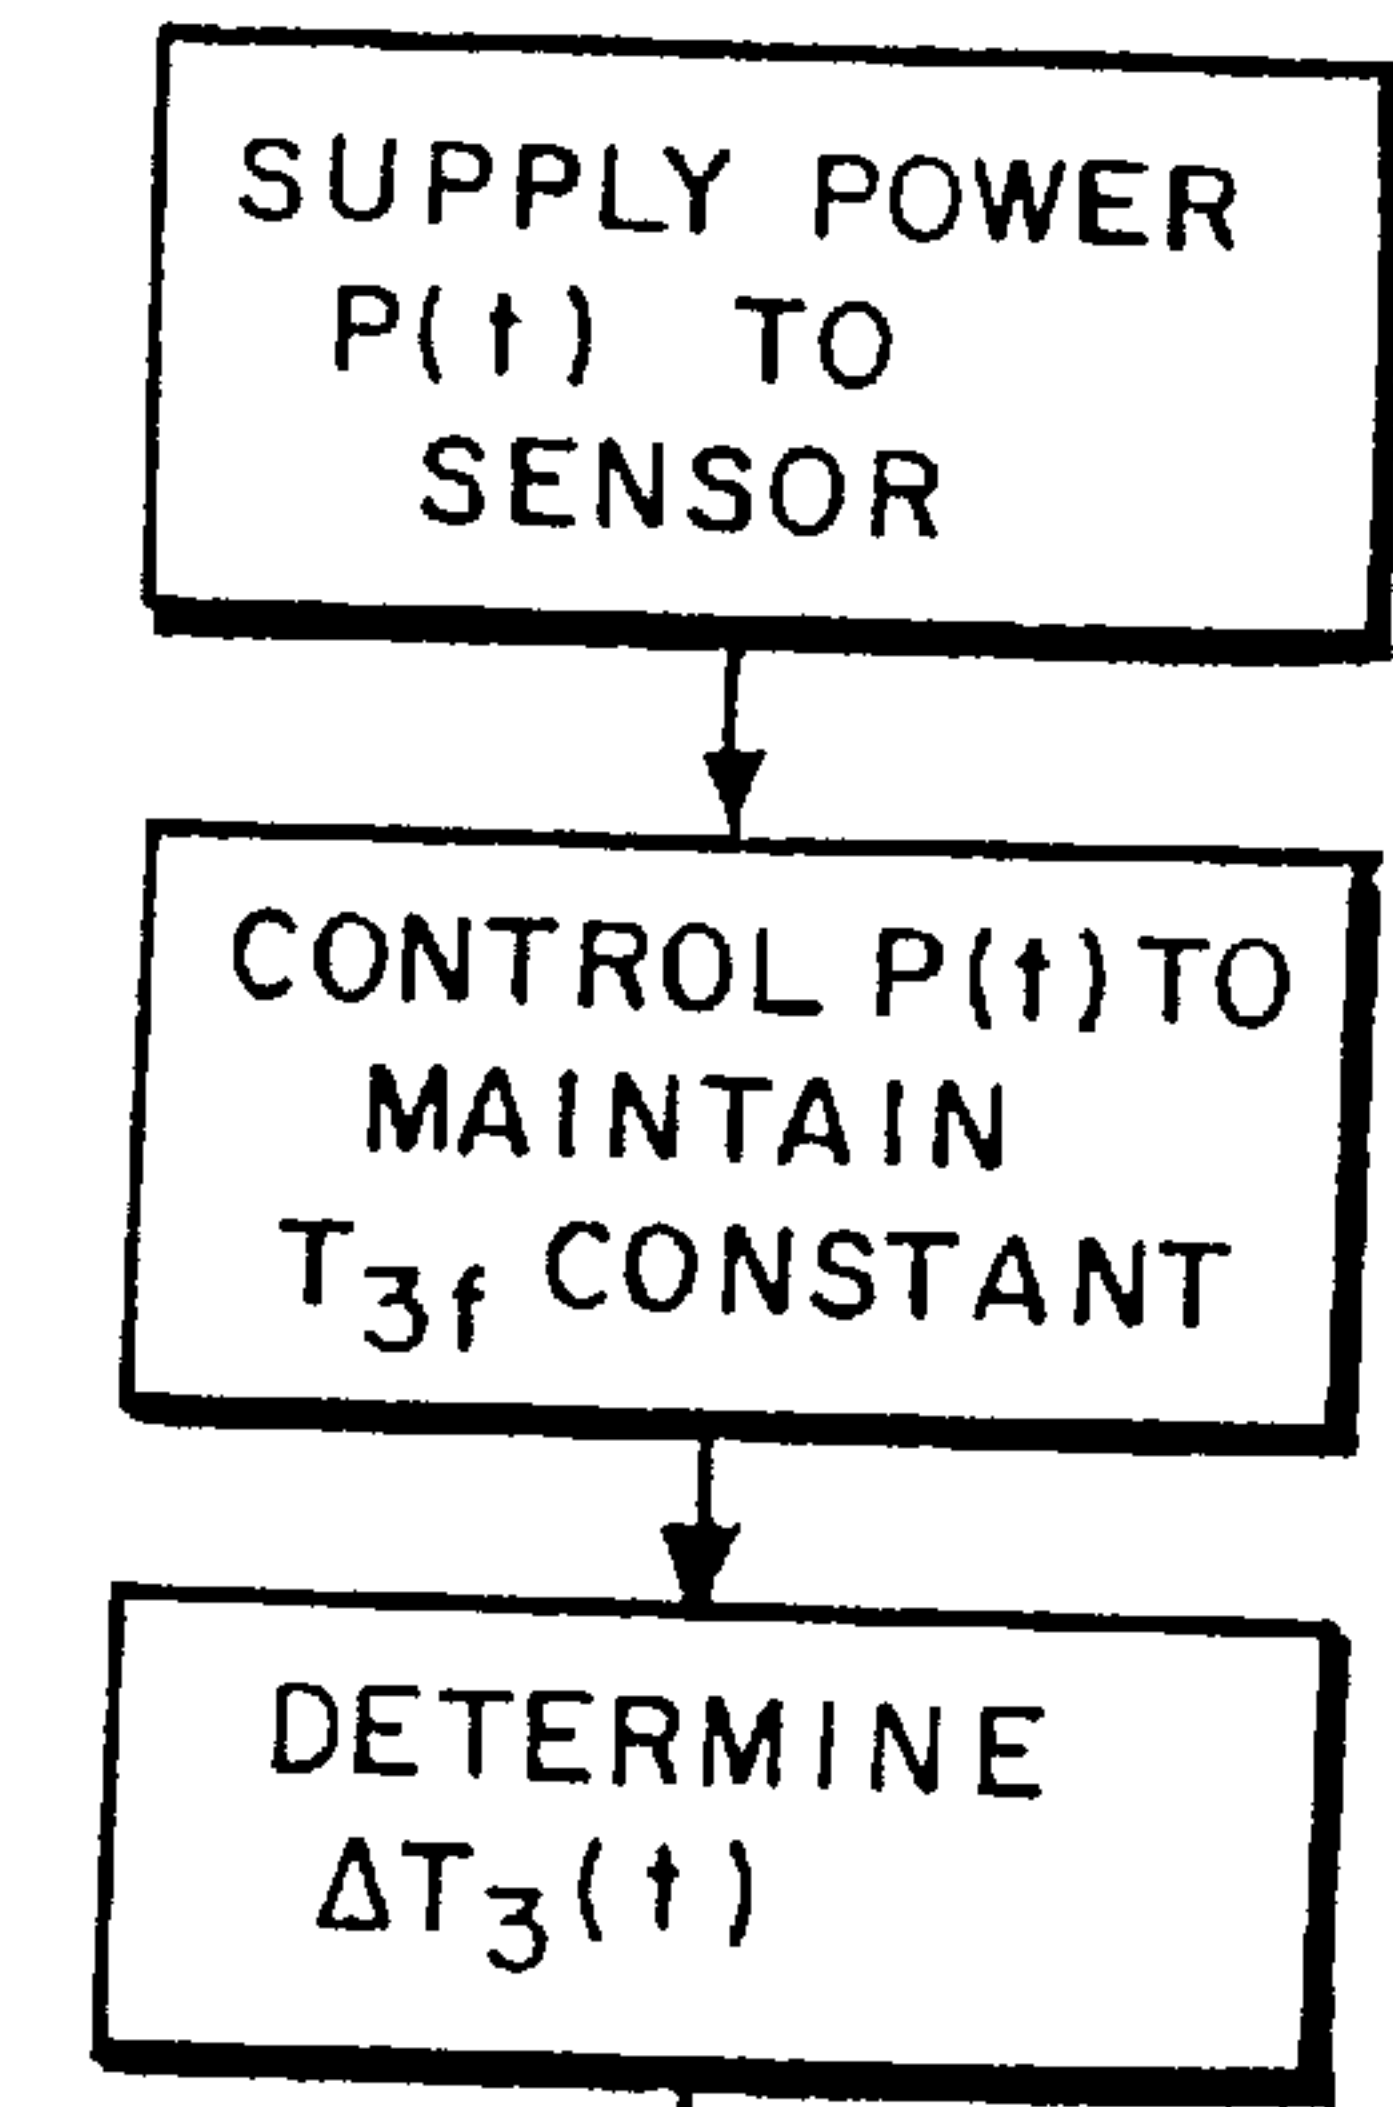 SUPPLY POWER
P(t) TO
SENSOR
CONTROL P(t) TO
MAINTAIN
T3f CONSTANT
DETERMINE
ΔT3(t)